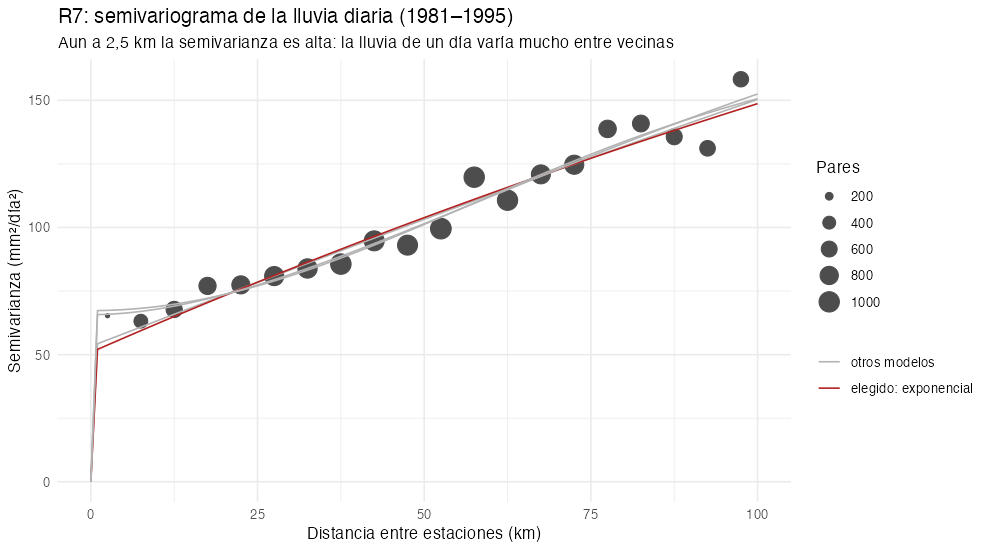 R7: semivariograma de la lluvia diaria (1981–1995)
Aun a 2,5 km la semivarianza es alta: la lluvia de un día varía mucho entre vecinas
Semivarianza (mm²/día²)
150
100
50
0
0
25
50
75
100
Distancia entre estaciones (km)
Pares
200
400
600
800
1000
otros modelos
elegido: exponencial